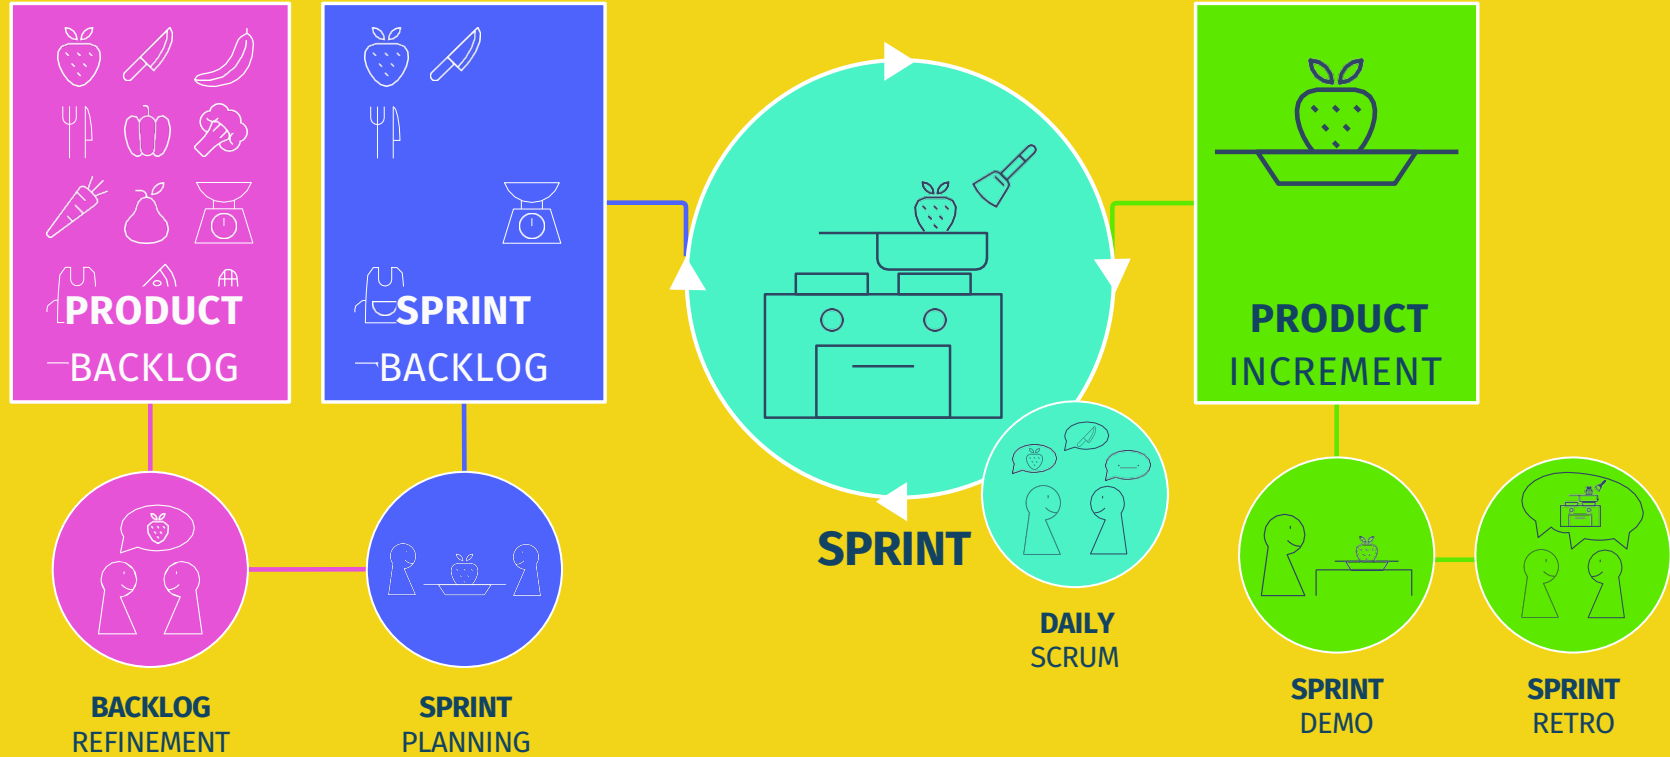 PRODUCT
BACKLOG
SPRINT
BACKLOG
PRODUCT
INCREMENT
SPRINT
DAILY
SCRUM
BACKLOG
REFINEMENT
SPRINT
PLANNING
SPRINT
DEMO
SPRINT
RETRO